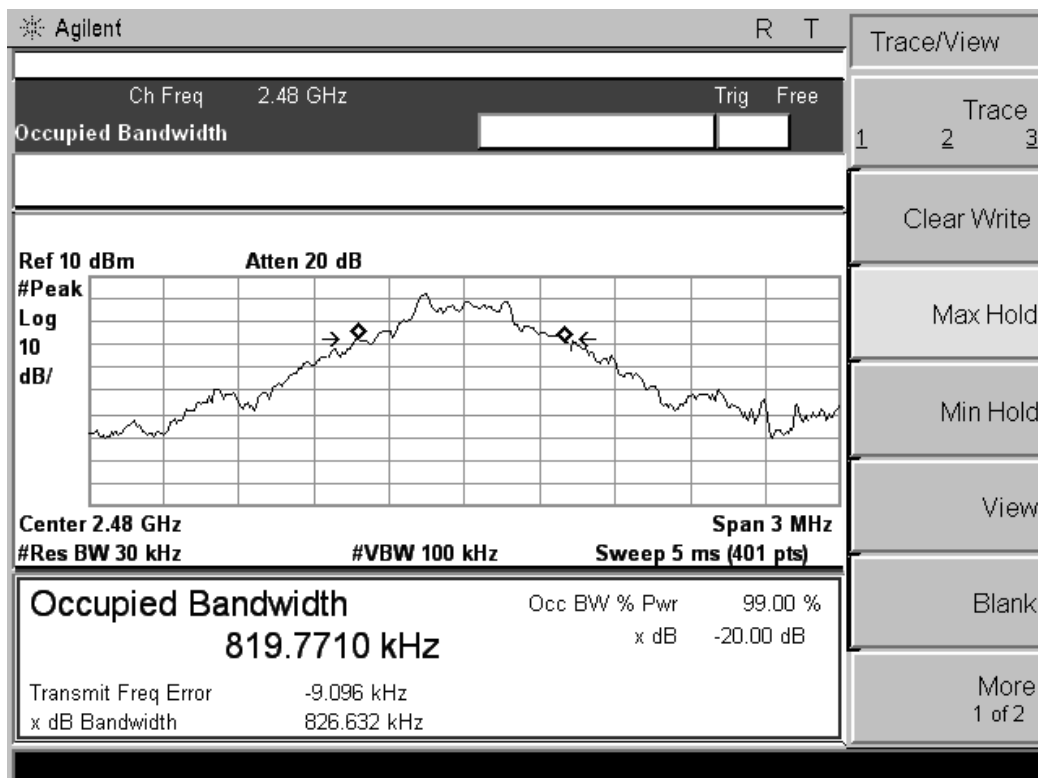 Agilent
R T
Trace/View
Ch Freq 2.48 GHz Trig Free
Occupied Bandwidth
Trace
1 2 3
Clear Write
Ref 10 dBm Atten 20 dB
#Peak
Log
10
dB/
Max Hold
Min Hold
View
Center 2.48 GHz Span 3 MHz
#Res BW 30 kHz #VBW 100 kHz Sweep 5 ms (401 pts)
Occupied Bandwidth Occ BW % Pwr 99.00 %
819.7710 kHz x dB -20.00 dB
Transmit Freq Error -9.096 kHz
x dB Bandwidth 826.632 kHz
Blank
More
1 of 2